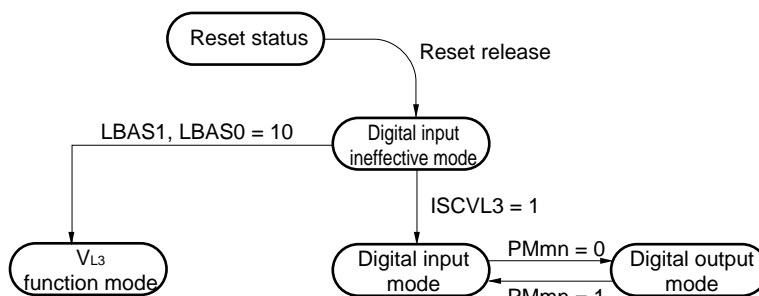 Reset status
Reset release
LBAS1, LBAS0 = 10
Digital input
ineffective mode
ISCVL3 = 1
VL3
function mode
Digital input
mode
PMmn = 0
Digital output
mode
PMmn = 1